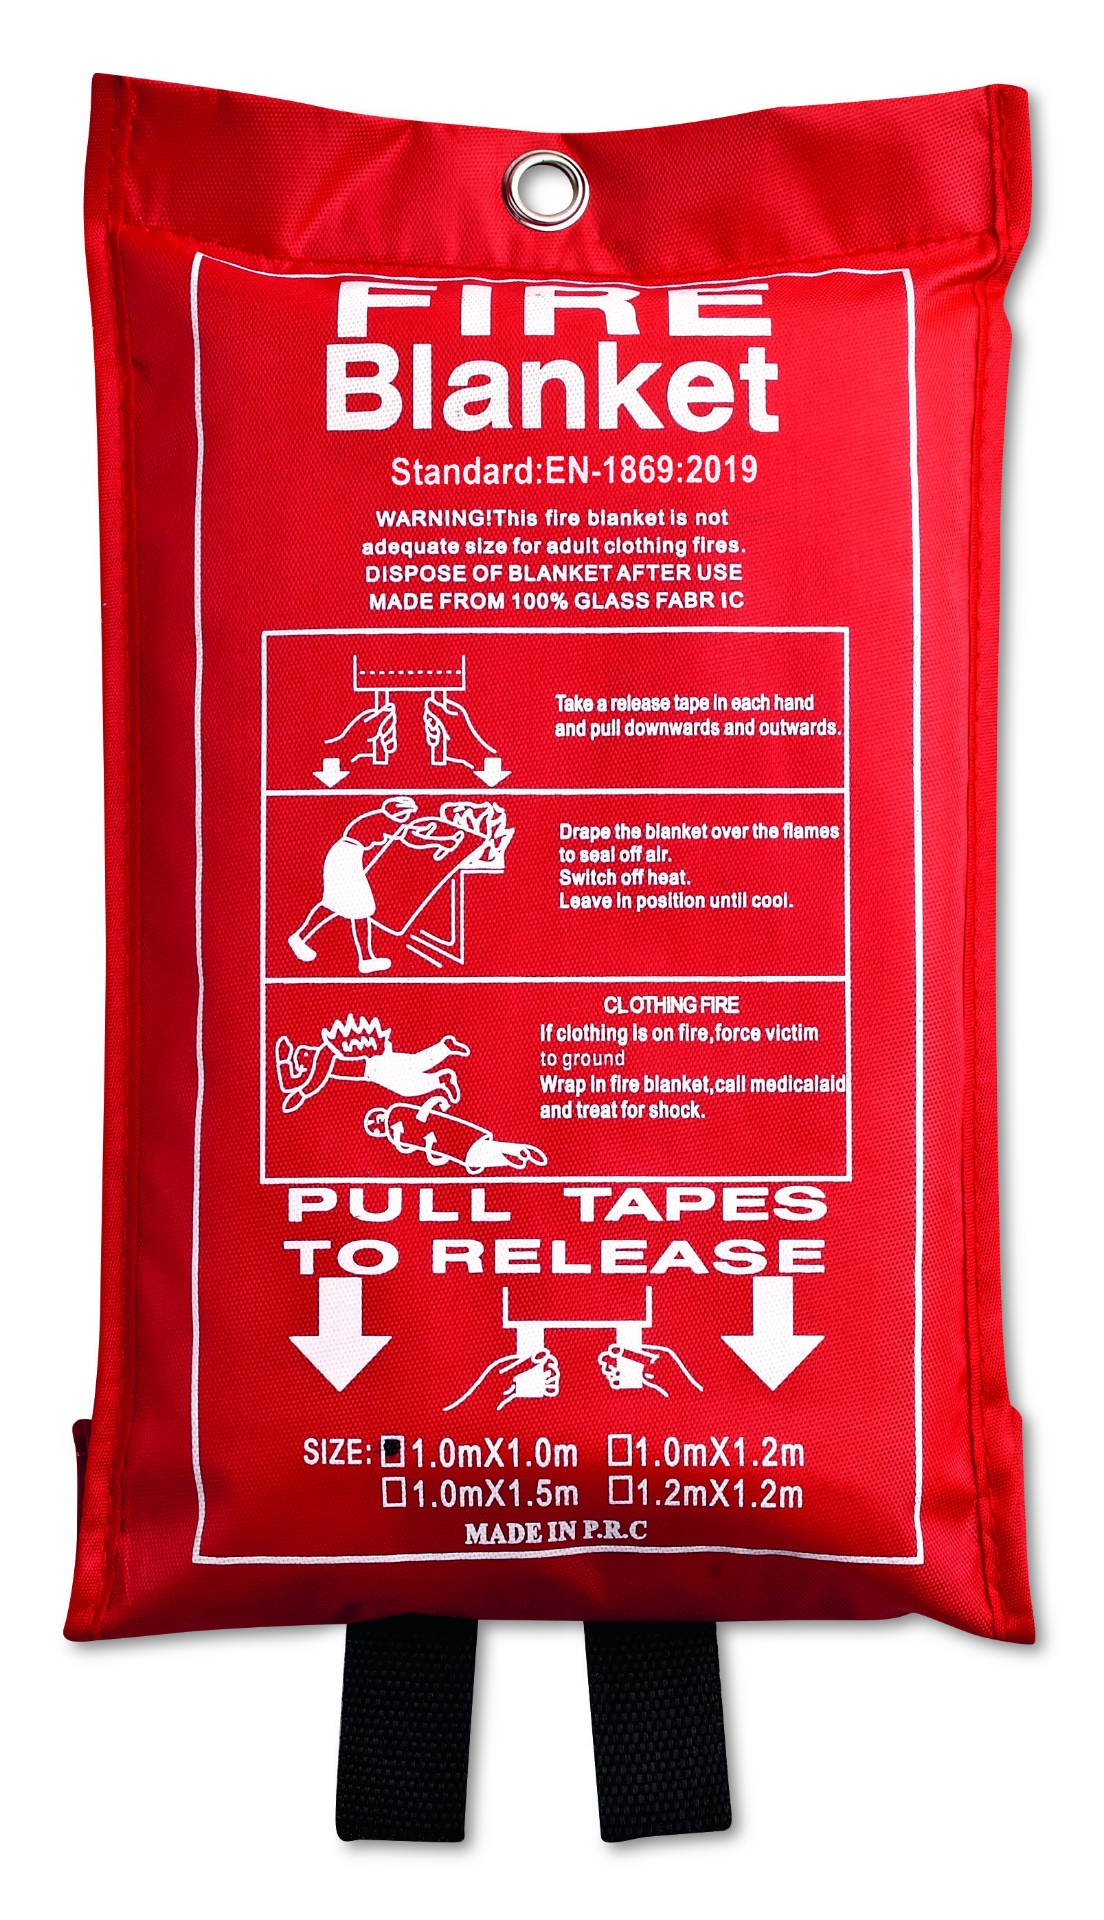 FIRE
Blanket
Standard:EN-1869:2019
WARNING!This fire blanket is not
adequate size for adult clothing fires.
DISPOSE OF BLANKET AFTER USE
MADE FROM 100% GLASS FABR IC
Take a release tape in each hand
and pull downwards and outwards.
Drape the blanket over the flames
to seal off air.
Switch off heat.
Leave in position until cool.
CLOTHING FIRE
If clothing is on fire,force victim
to ground
Wrap in fire blanket,call medicalaid
and treat for shock.
PULL TAPES
TO RELEASE
SIZE: 1.0mX1.0m 1.0mX1.2m
1.0mX1.5m 1.2mX1.2m
MADE IN P.R.C